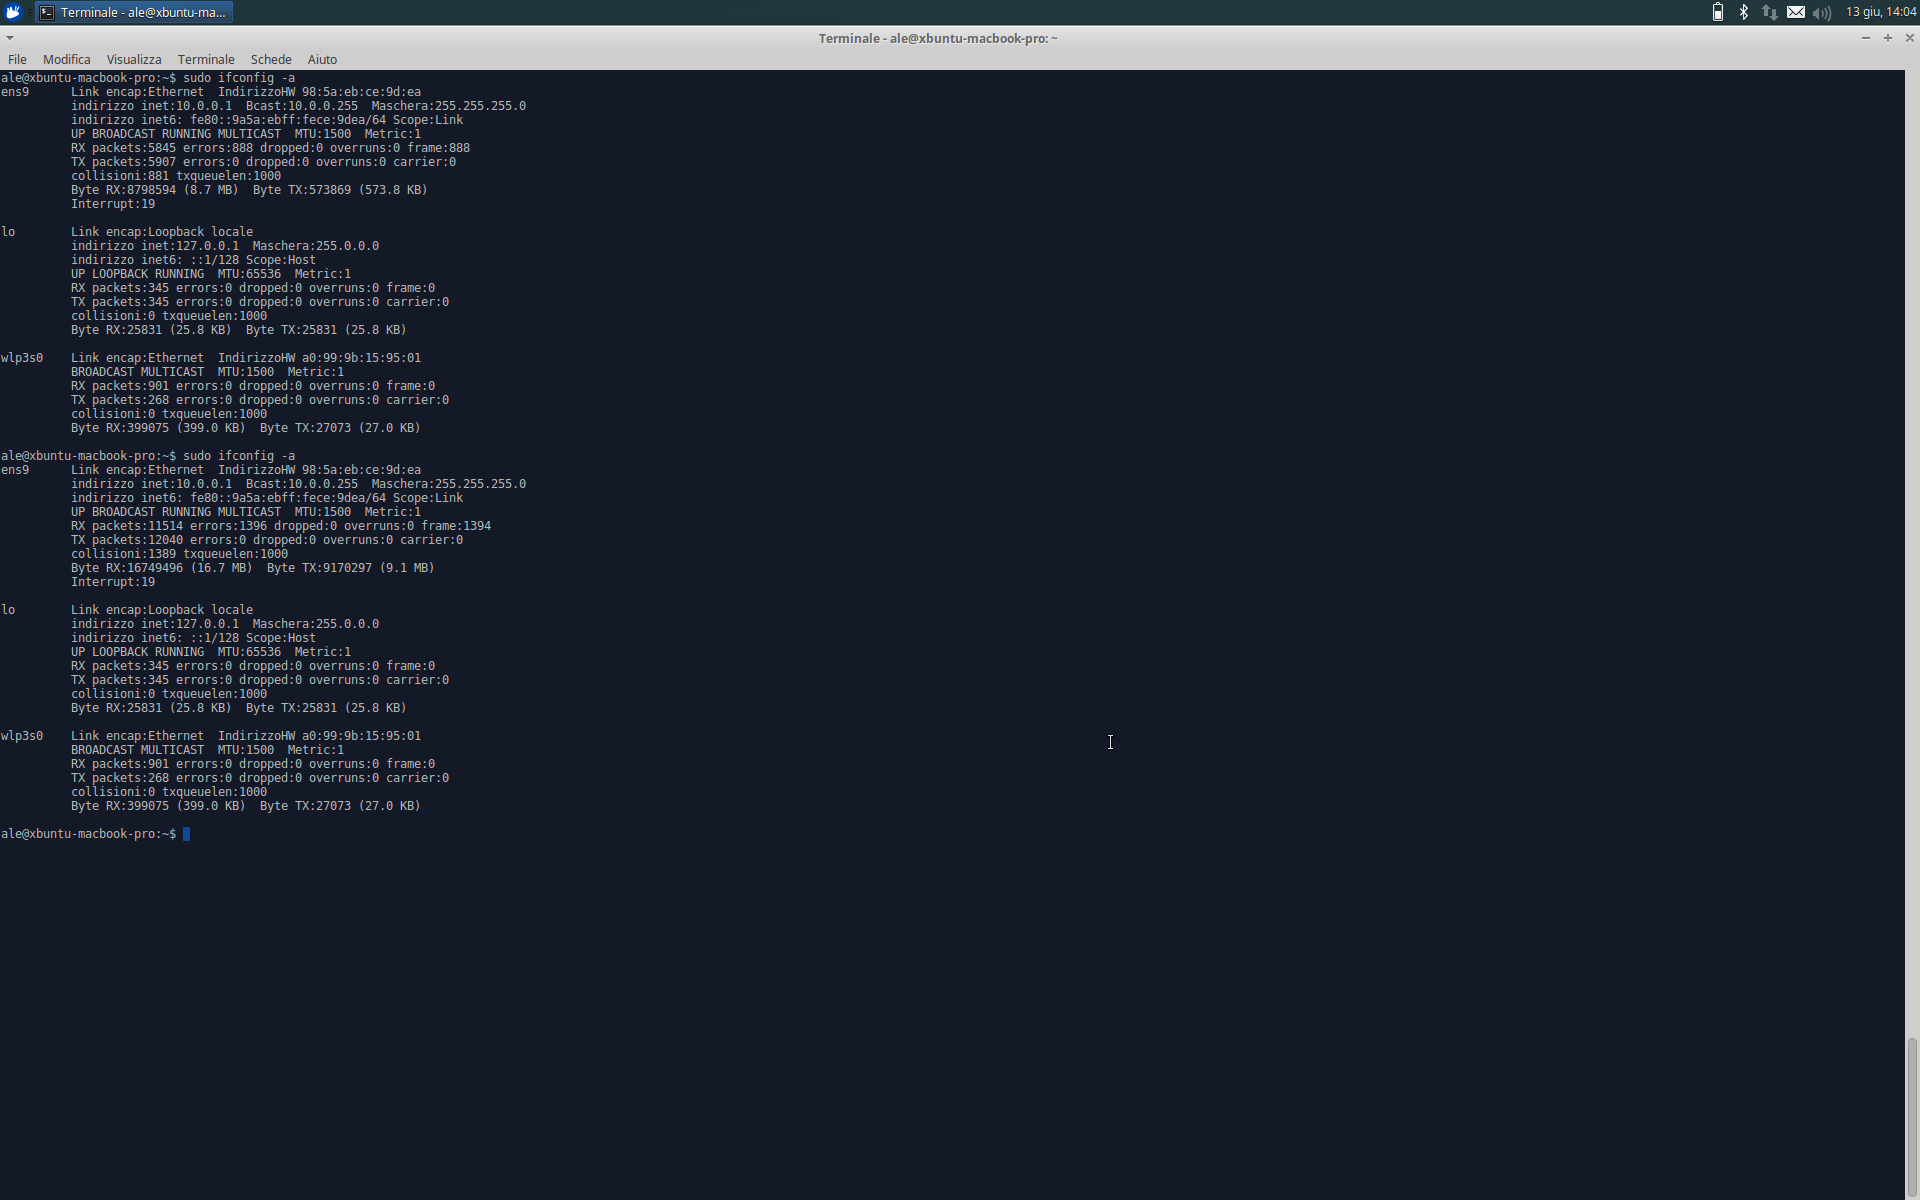 Terminale - ale@xbuntu-ma...
13 giu, 14:04
Terminale - ale@xbuntu-macbook-pro: ~
File Modifica Visualizza Terminale Schede Aiuto
ale@xbuntu-macbook-pro:~$ sudo ifconfig -a
ens9      Link encap:Ethernet  IndirizzoHW 98:5a:eb:ce:9d:ea
          indirizzo inet:10.0.0.1  Bcast:10.0.0.255  Maschera:255.255.255.0
          indirizzo inet6: fe80::9a5a:ebff:fece:9dea/64 Scope:Link
          UP BROADCAST RUNNING MULTICAST  MTU:1500  Metric:1
          RX packets:5845 errors:888 dropped:0 overruns:0 frame:888
          TX packets:5907 errors:0 dropped:0 overruns:0 carrier:0
          collisioni:881 txqueuelen:1000
          Byte RX:8798594 (8.7 MB)  Byte TX:573869 (573.8 KB)
          Interrupt:19

lo        Link encap:Loopback locale
          indirizzo inet:127.0.0.1  Maschera:255.0.0.0
          indirizzo inet6: ::1/128 Scope:Host
          UP LOOPBACK RUNNING  MTU:65536  Metric:1
          RX packets:345 errors:0 dropped:0 overruns:0 frame:0
          TX packets:345 errors:0 dropped:0 overruns:0 carrier:0
          collisioni:0 txqueuelen:1000
          Byte RX:25831 (25.8 KB)  Byte TX:25831 (25.8 KB)

wlp3s0    Link encap:Ethernet  IndirizzoHW a0:99:9b:15:95:01
          BROADCAST MULTICAST  MTU:1500  Metric:1
          RX packets:901 errors:0 dropped:0 overruns:0 frame:0
          TX packets:268 errors:0 dropped:0 overruns:0 carrier:0
          collisioni:0 txqueuelen:1000
          Byte RX:399075 (399.0 KB)  Byte TX:27073 (27.0 KB)

ale@xbuntu-macbook-pro:~$ sudo ifconfig -a
ens9      Link encap:Ethernet  IndirizzoHW 98:5a:eb:ce:9d:ea
          indirizzo inet:10.0.0.1  Bcast:10.0.0.255  Maschera:255.255.255.0
          indirizzo inet6: fe80::9a5a:ebff:fece:9dea/64 Scope:Link
          UP BROADCAST RUNNING MULTICAST  MTU:1500  Metric:1
          RX packets:11514 errors:1396 dropped:0 overruns:0 frame:1394
          TX packets:12040 errors:0 dropped:0 overruns:0 carrier:0
          collisioni:1389 txqueuelen:1000
          Byte RX:16749496 (16.7 MB)  Byte TX:9170297 (9.1 MB)
          Interrupt:19

lo        Link encap:Loopback locale
          indirizzo inet:127.0.0.1  Maschera:255.0.0.0
          indirizzo inet6: ::1/128 Scope:Host
          UP LOOPBACK RUNNING  MTU:65536  Metric:1
          RX packets:345 errors:0 dropped:0 overruns:0 frame:0
          TX packets:345 errors:0 dropped:0 overruns:0 carrier:0
          collisioni:0 txqueuelen:1000
          Byte RX:25831 (25.8 KB)  Byte TX:25831 (25.8 KB)

wlp3s0    Link encap:Ethernet  IndirizzoHW a0:99:9b:15:95:01
          BROADCAST MULTICAST  MTU:1500  Metric:1
          RX packets:901 errors:0 dropped:0 overruns:0 frame:0
          TX packets:268 errors:0 dropped:0 overruns:0 carrier:0
          collisioni:0 txqueuelen:1000
          Byte RX:399075 (399.0 KB)  Byte TX:27073 (27.0 KB)

ale@xbuntu-macbook-pro:~$